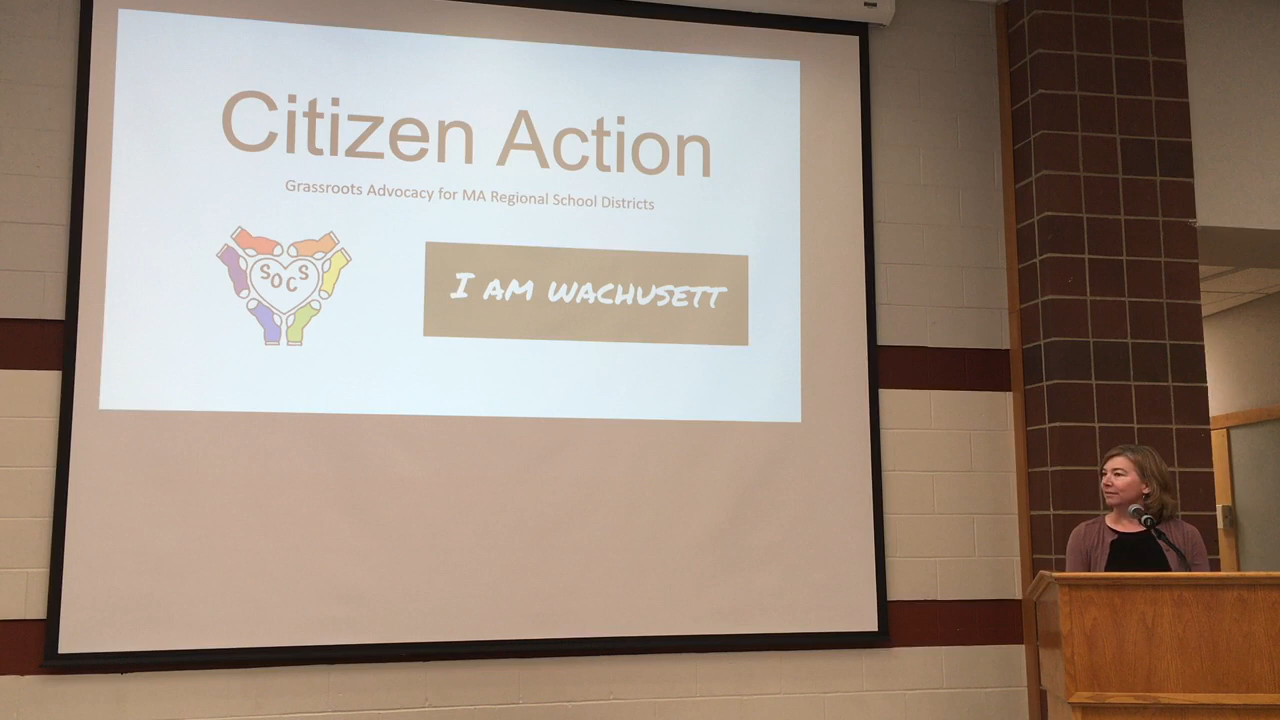 Citizen Action
Grassroots Advocacy for MA Regional School Districts
SOCS
I AM WACHUSETT